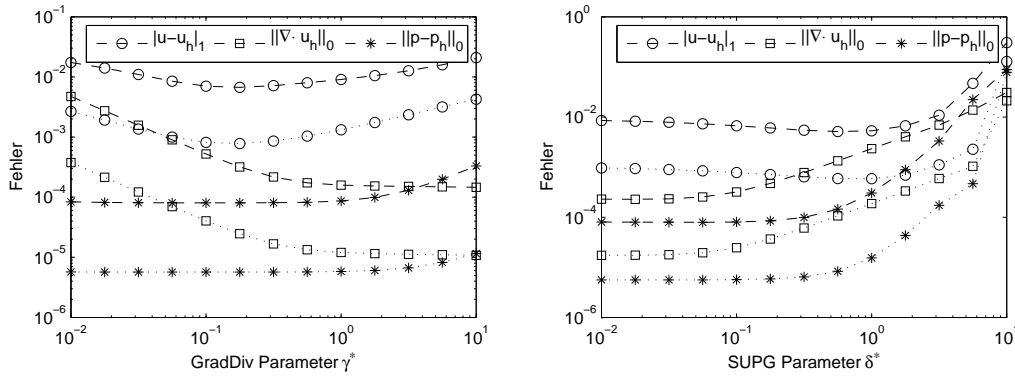 10^-1
10^-2
10^-3
10^-4
10^-5
10^-6
Fehler
|u−u_h|_1
||∇· u_h||_0
||p−p_h||_0
10^-2
10^-1
10^0
10^1
GradDiv Parameter γ^*
10^0
10^-2
10^-4
10^-6
Fehler
|u−u_h|_1
||∇· u_h||_0
||p−p_h||_0
10^-2
10^-1
10^0
10^1
SUPG Parameter δ^*